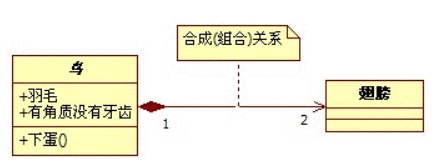 合成(组合)关系
鸟
+羽毛
+有角质没有牙齿
+下蛋()
1
2
翅膀